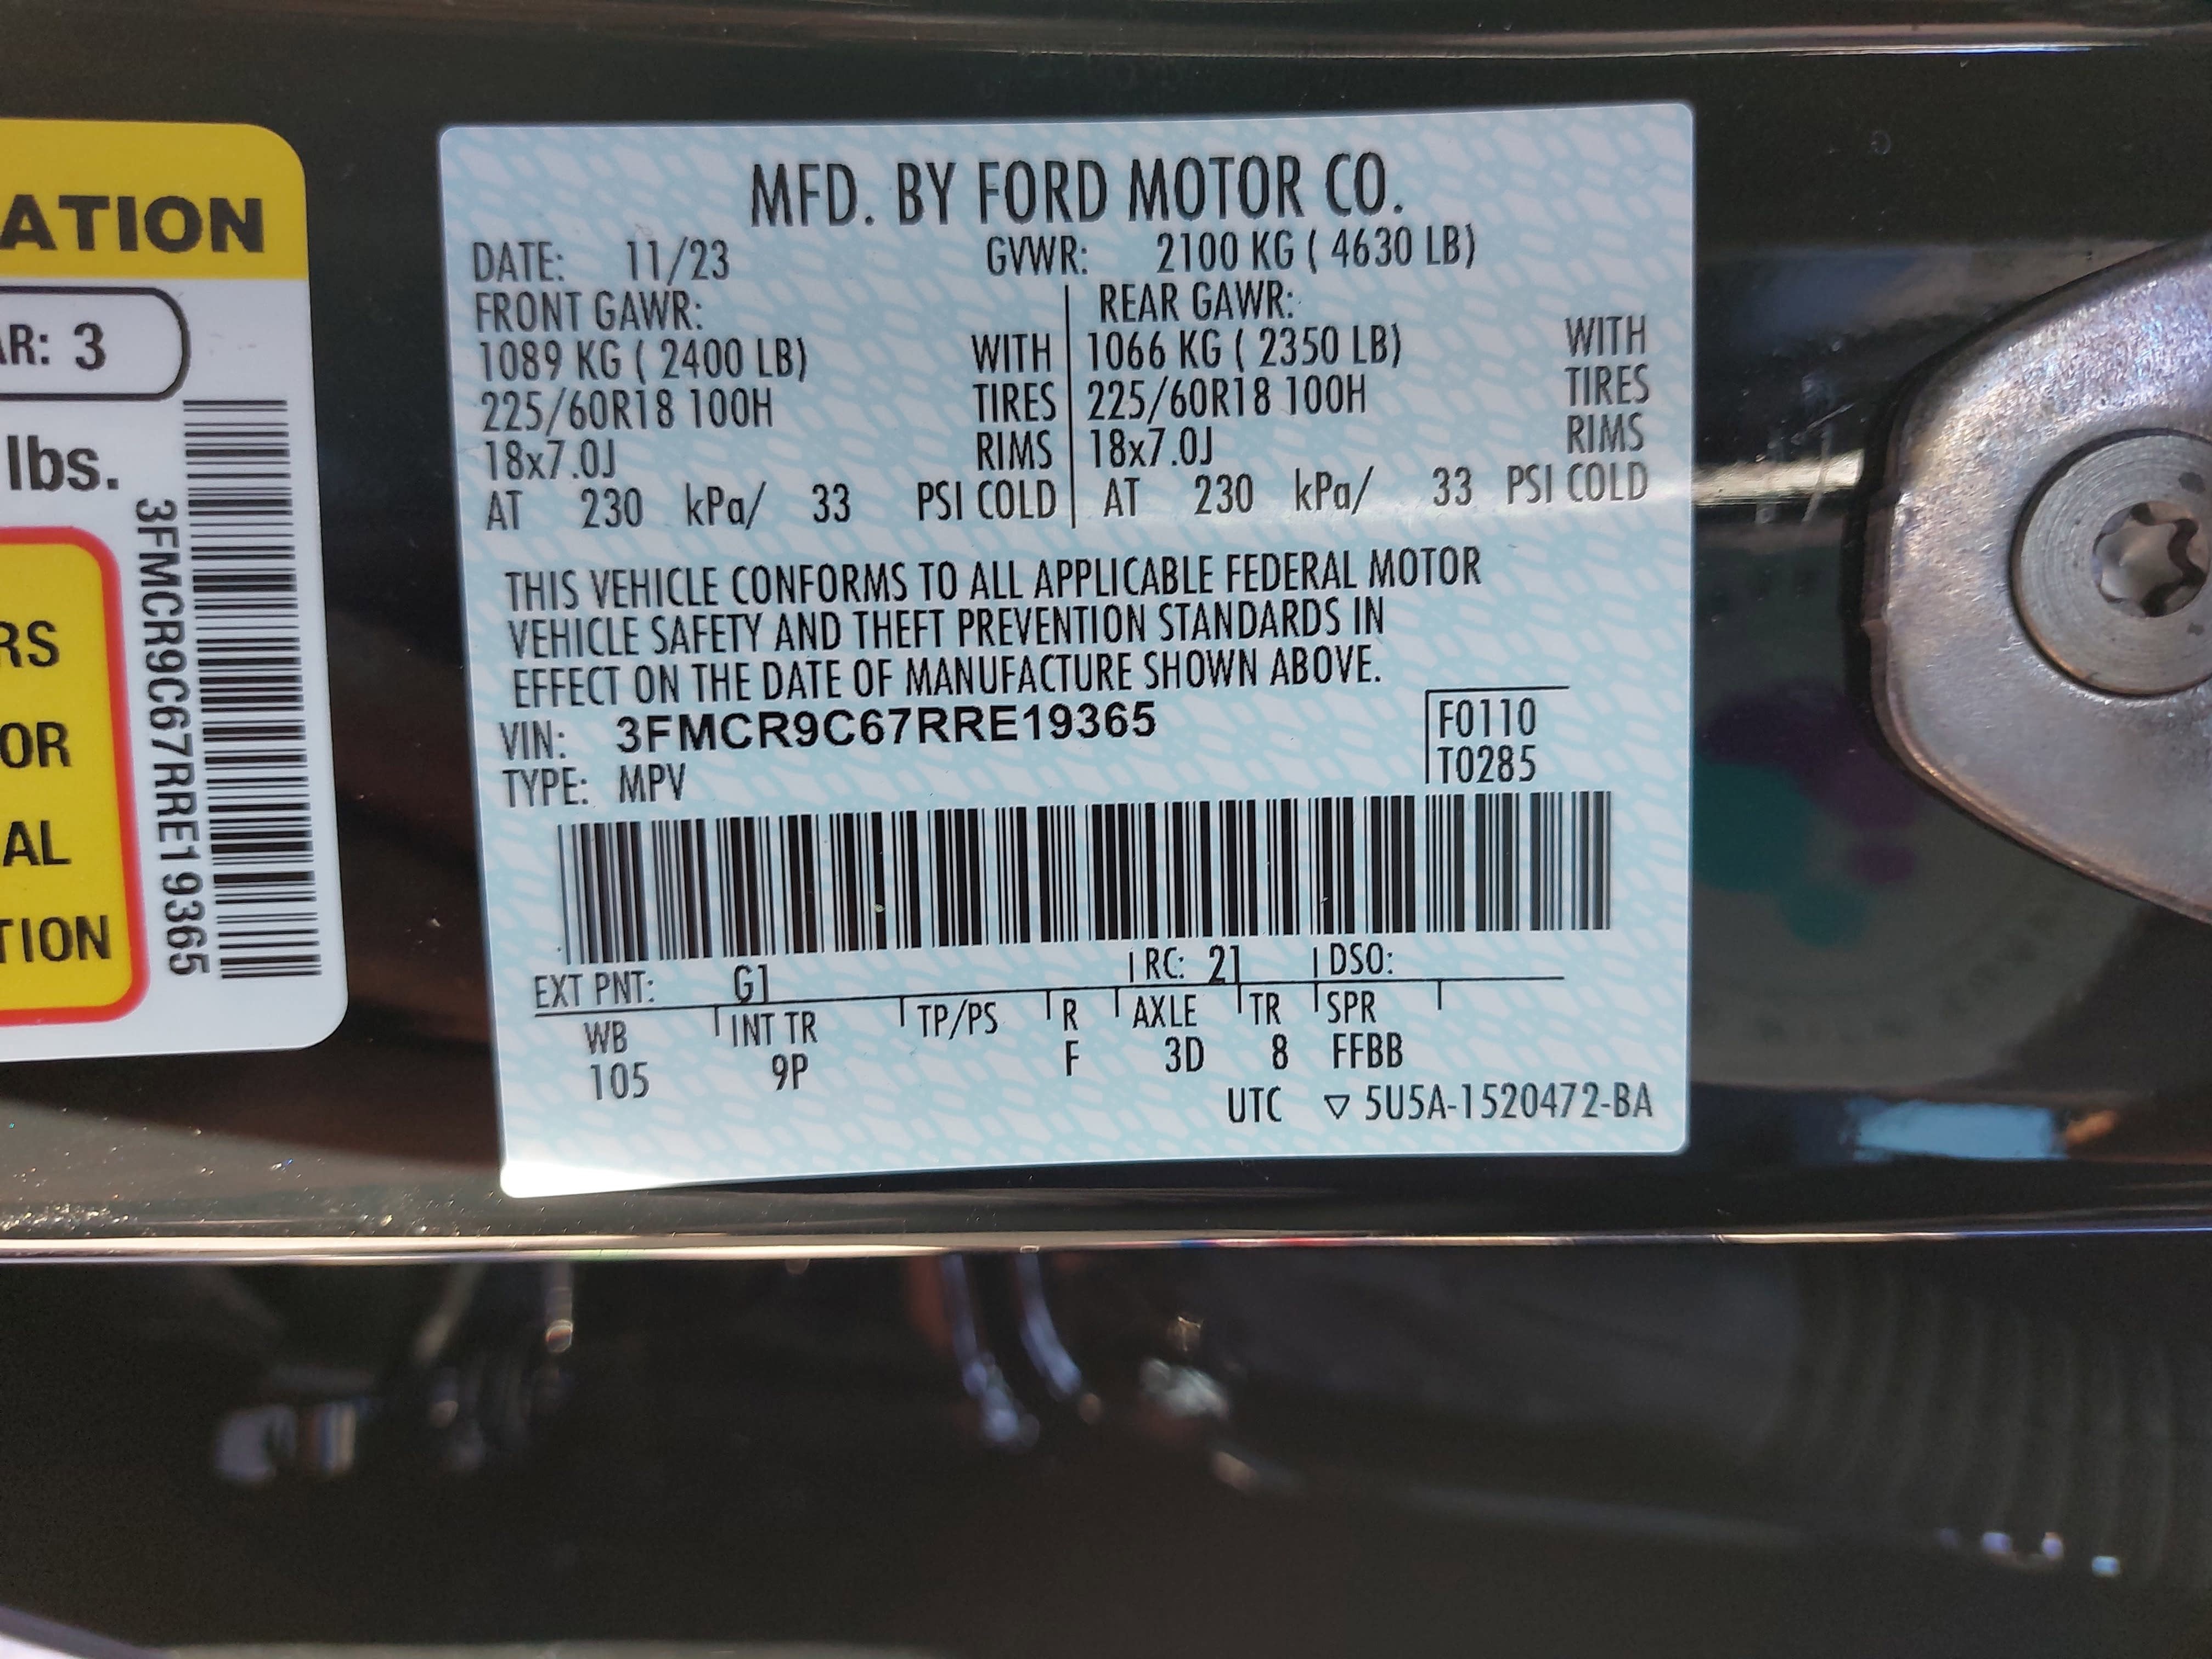 ATION
AR: 3
lbs.
RS
OR
AL
TION
3FMCR9C67RRE19365
MFD. BY FORD MOTOR CO.
DATE: 11/23 GVWR: 2100 KG ( 4630 LB)
FRONT GAWR: REAR GAWR:
1089 KG ( 2400 LB) WITH 1066 KG ( 2350 LB) WITH
225/60R18 100H TIRES 225/60R18 100H TIRES
18x7.0J RIMS 18x7.0J RIMS
AT 230 kPa/ 33 PSI COLD AT 230 kPa/ 33 PSI COLD
THIS VEHICLE CONFORMS TO ALL APPLICABLE FEDERAL MOTOR
VEHICLE SAFETY AND THEFT PREVENTION STANDARDS IN
EFFECT ON THE DATE OF MANUFACTURE SHOWN ABOVE.
VIN: 3FMCR9C67RRE19365 F0110
TYPE: MPV T0285
EXT PNT: G1 RC: 21 DSO:
WB INT TR TP/PS R AXLE TR SPR
105 9P F 3D 8 FFBB
UTC ▽ 5U5A-1520472-BA